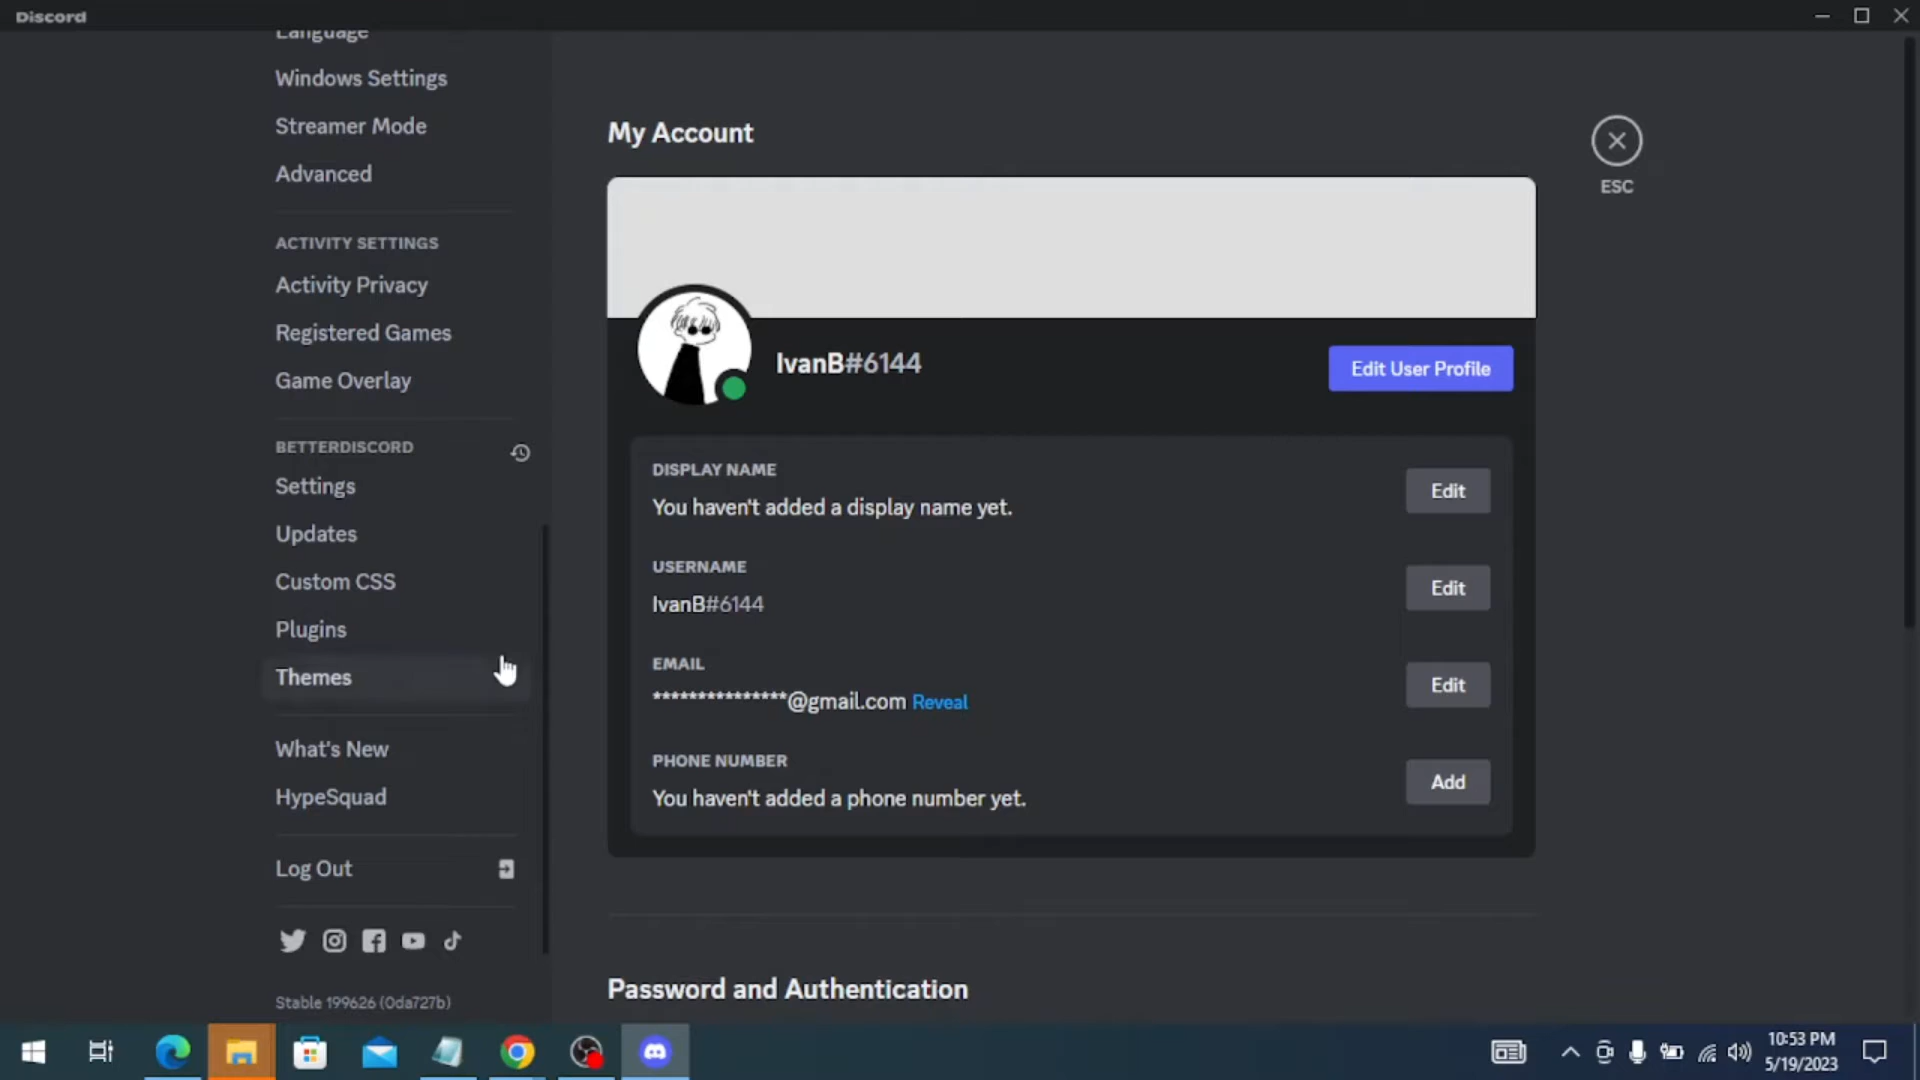 Discord
Language
Windows Settings
Streamer Mode
Advanced
ACTIVITY SETTINGS
Activity Privacy
Registered Games
Game Overlay
BETTERDISCORD
Settings
Updates
Custom CSS
Plugins
Themes
What's New
HypeSquad
Log Out
Stable 199626 (0da727b)
My Account
ESC
IvanB#6144
Edit User Profile
DISPLAY NAME
You haven't added a display name yet.
Edit
USERNAME
IvanB#6144
Edit
EMAIL
***************@gmail.com Reveal
Edit
PHONE NUMBER
You haven't added a phone number yet.
Add
Password and Authentication
10:53 PM
5/19/2023